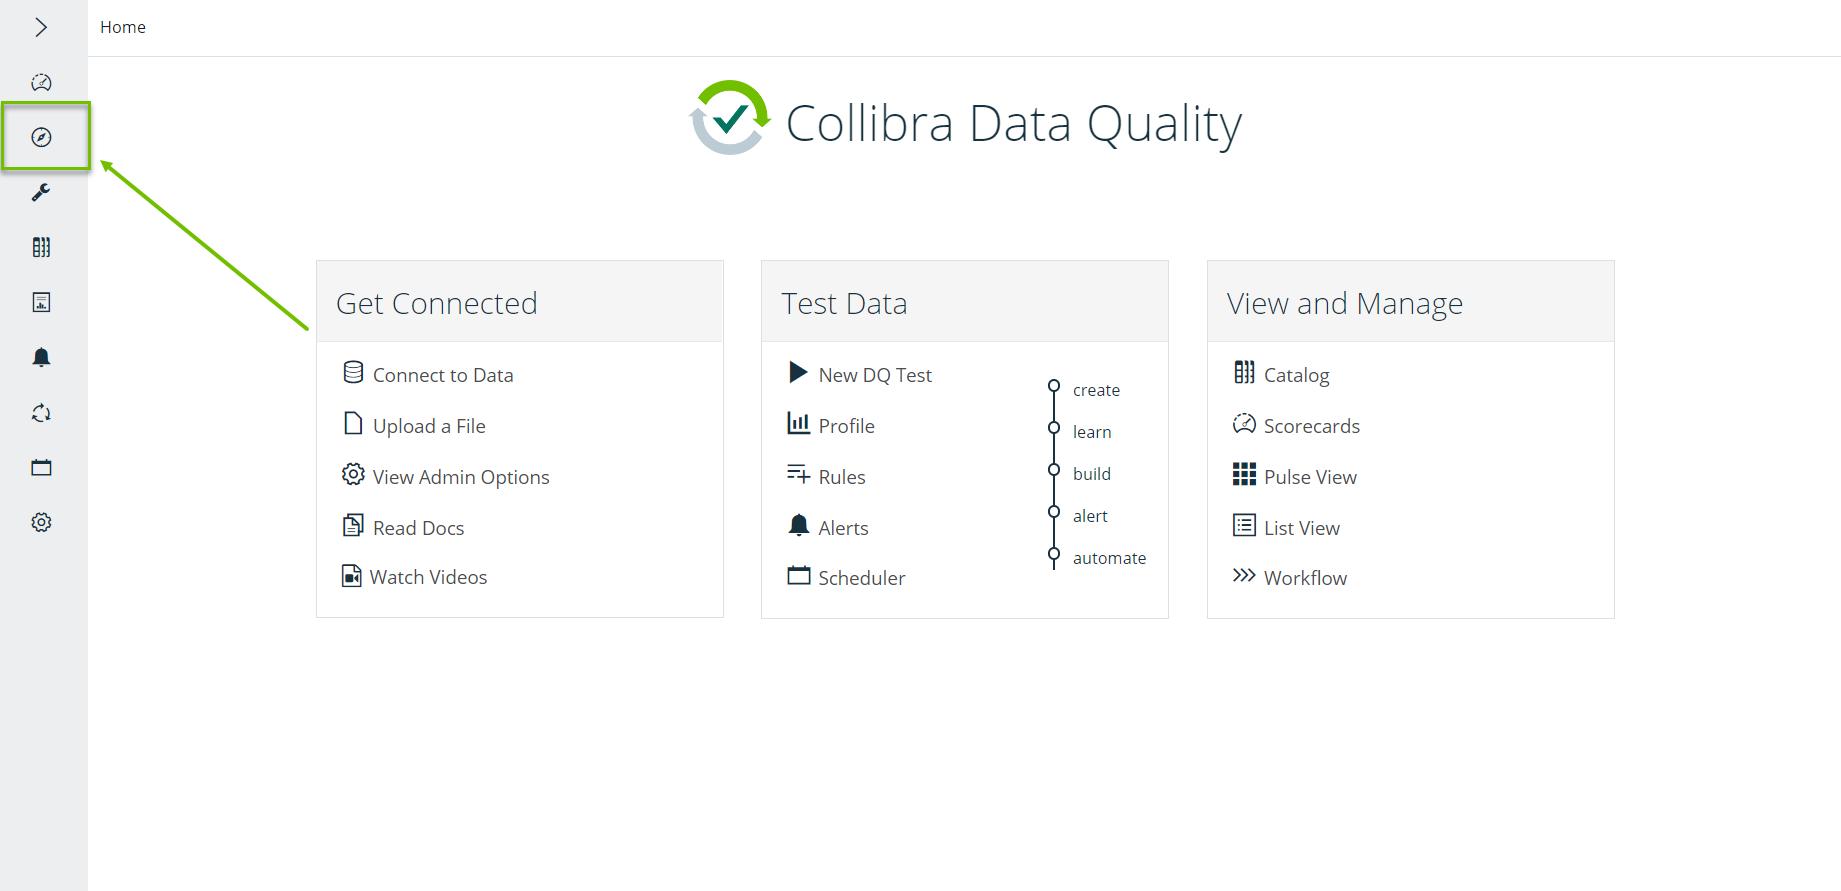 Home
Collibra Data Quality
Get Connected
Connect to Data
Upload a File
View Admin Options
Read Docs
Watch Videos
Test Data
New DQ Test
Profile
Rules
Alerts
Scheduler
create
learn
build
alert
automate
View and Manage
Catalog
Scorecards
Pulse View
List View
Workflow